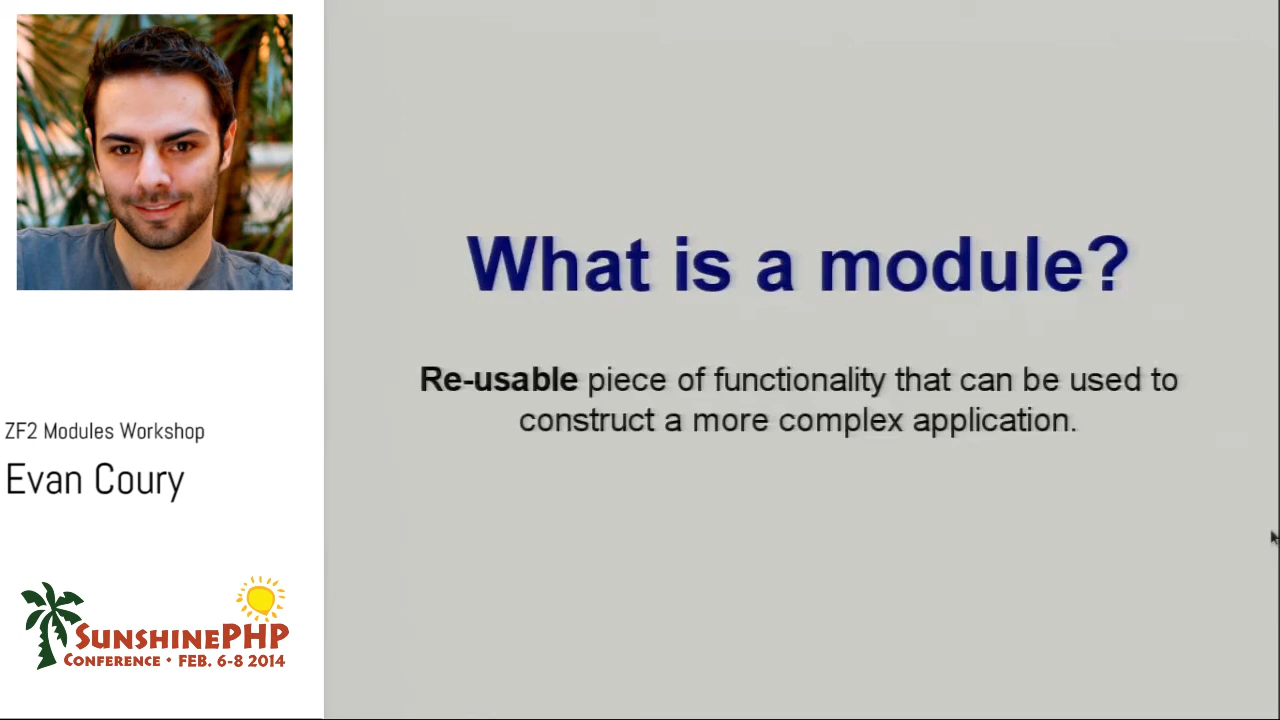 ZF2 Modules Workshop
Evan Coury
SunshinePHP
Conference • Feb. 6-8 2014
What is a module?
Re-usable piece of functionality that can be used to
construct a more complex application.